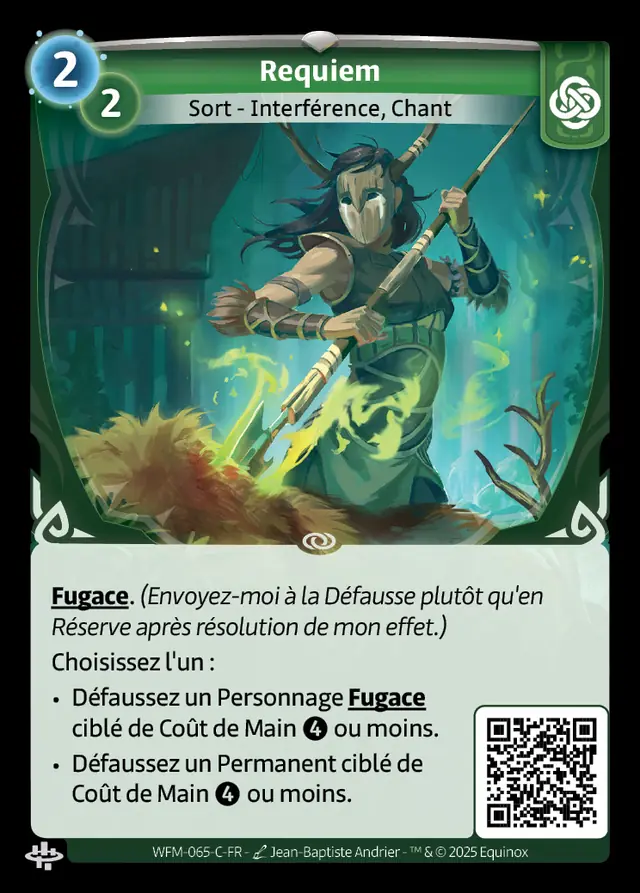 2
2
Requiem
Sort - Interférence, Chant
Fugace. (Envoyez-moi à la Défausse plutôt qu'en
Réserve après résolution de mon effet.)
Choisissez l'un :
• Défaussez un Personnage Fugace
ciblé de Coût de Main 4 ou moins.
• Défaussez un Permanent ciblé de
Coût de Main 4 ou moins.
WFM-065-C-FR - Jean-Baptiste Andrier - ™ & © 2025 Equinox